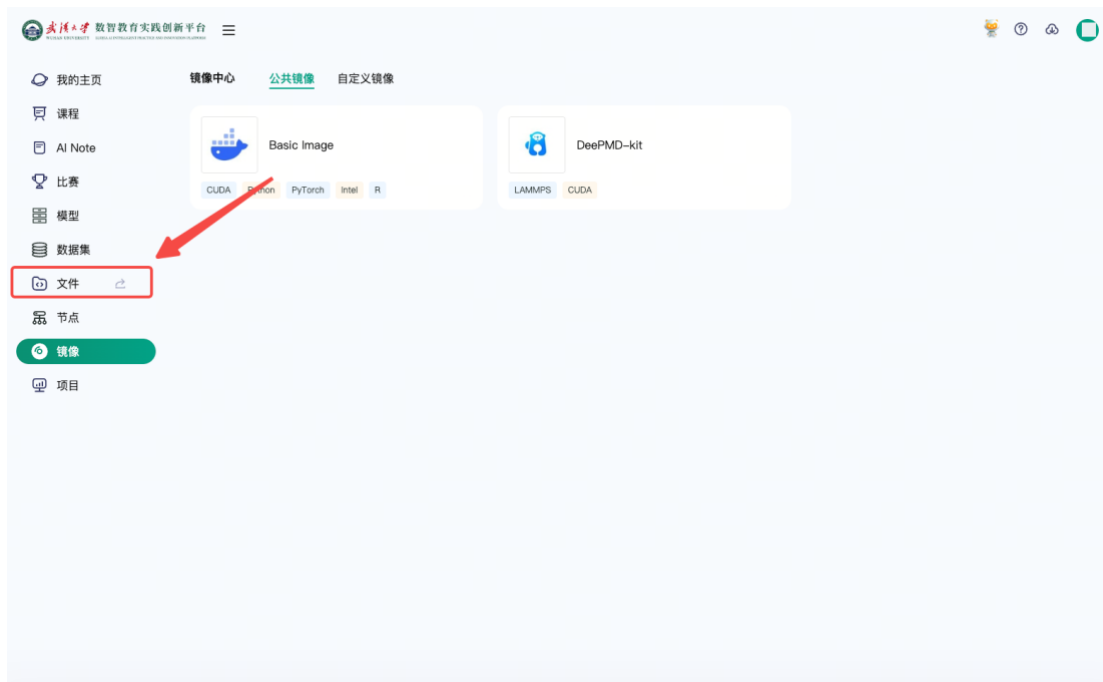 武汉大学 数智教育实践创新平台
WUHAN UNIVERSITY
我的主页
课程
AI Note
比赛
模型
数据集
文件
节点
镜像
项目
镜像中心 公共镜像 自定义镜像
Basic Image
CUDA Python PyTorch Intel R
DeePMD-kit
LAMMPS CUDA